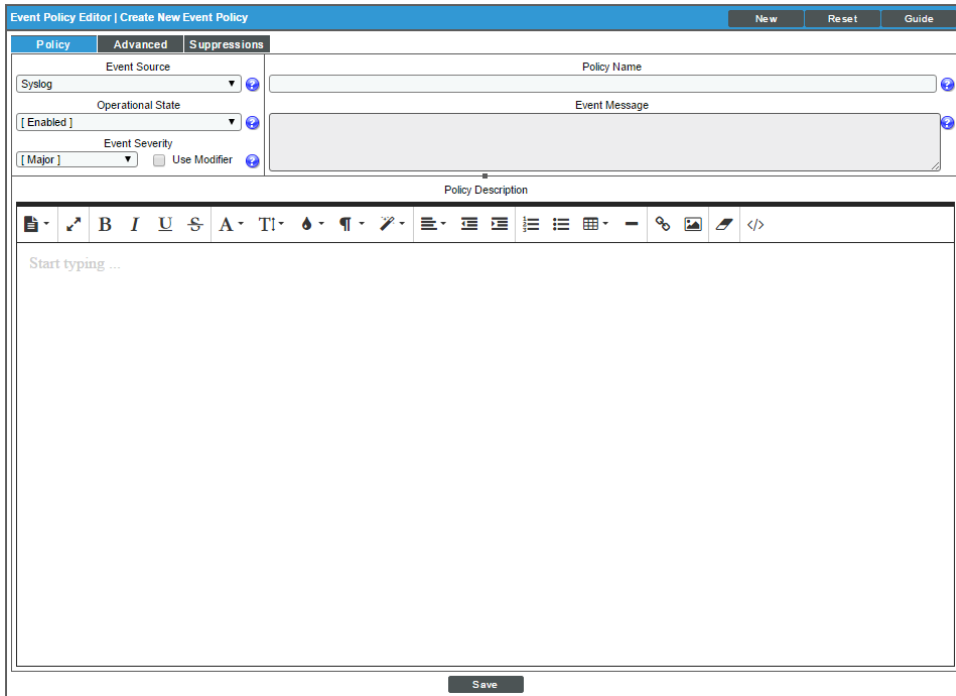 Event Policy Editor | Create New Event Policy
New
Reset
Guide
Policy
Advanced
Suppressions
Event Source
Syslog
Operational State
[ Enabled ]
Event Severity
[ Major ]
Use Modifier
Policy Name
Event Message
Policy Description
B I U S A T
Start typing ...
Save